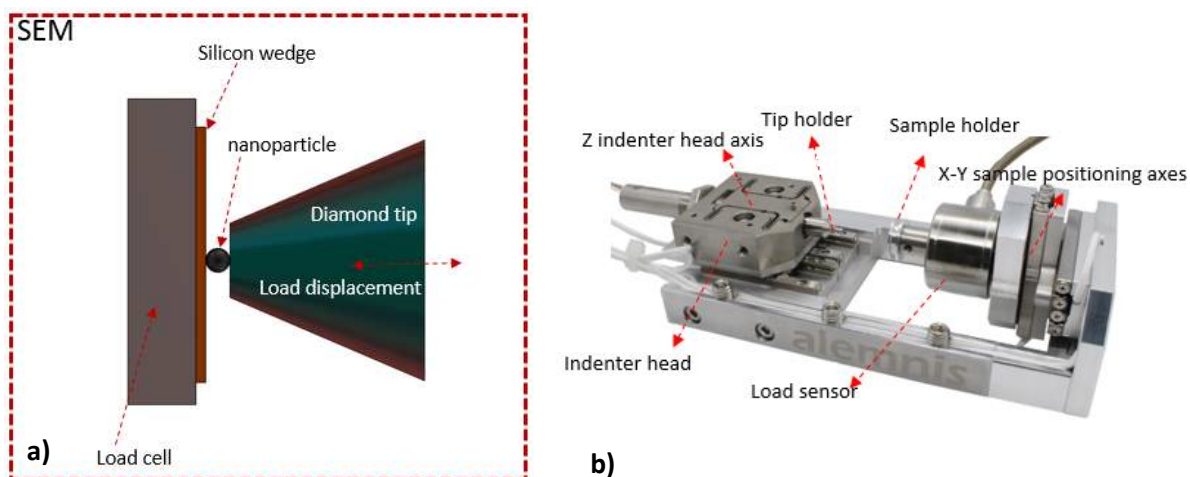 SEM
Silicon wedge
nanoparticle
Diamond tip
Load displacement
Load cell
a)
Tip holder
Sample holder
Z indenter head axis
X-Y sample positioning axes
Indenter head
alemnis
Load sensor
b)